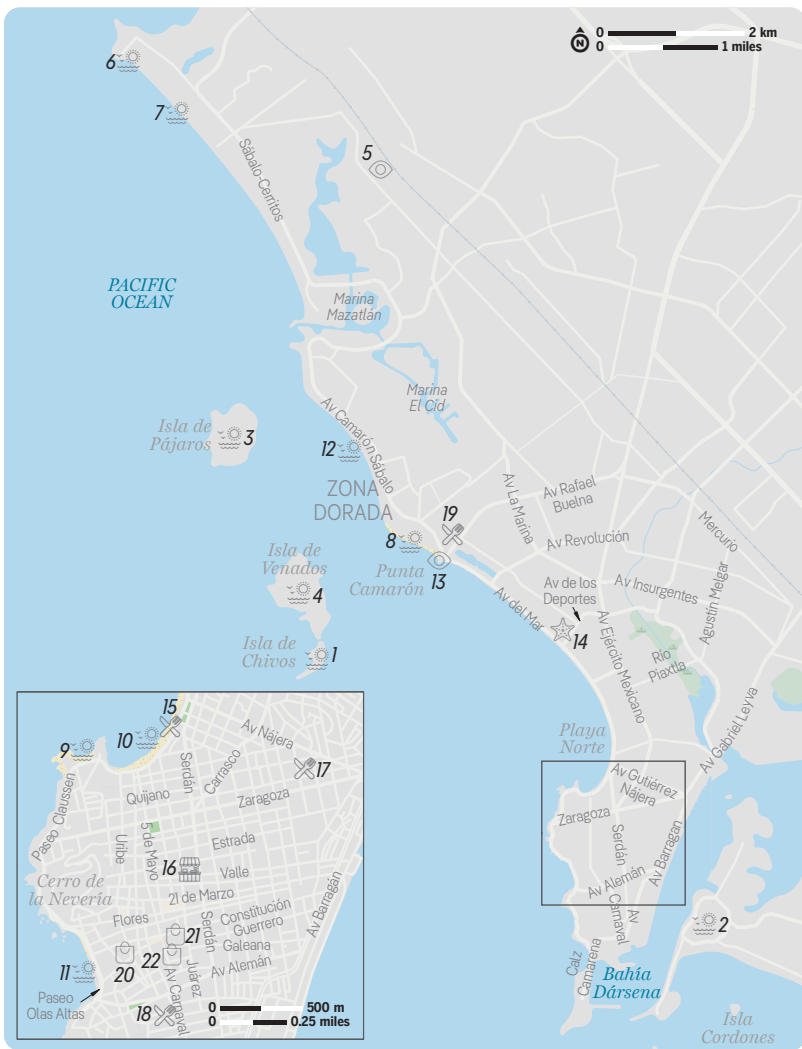 0 2 km
0 1 miles
N
6
7
5
Sábalo-Cerritos
PACIFIC
OCEAN
Marina
Mazatlán
Marina
El Cid
Isla de
Pájaros
3
Av Camarón Sábalo
12
ZONA
DORADA
19
Av La Marina
Av Rafael
Buelna
Mercurio
8
Av Revolución
Isla de
Venados
Punta
Camarón
13
4
Av de los
Deportes
Av Insurgentes
Agustín Melgar
Av del Mar
14
Av Ejército Mexicano
Río
Piaxtla
Isla de
Chivos
1
Av Gabriel Leyva
Playa
Norte
Av Gutiérrez
Nájera
Zaragoza
Serdán
Av Barragan
Av Alemán
Av
Carnaval
2
Calz
Camarena
Bahía
Dársena
Isla
Cordones
15
9
10
Av Nájera
Serdán
Carrasco
17
Paseo Claussen
Quijano
Zaragoza
Uribe
5 de Mayo
Estrada
16
Valle
Cerro de
la Nevería
21 de Marzo
Flores
Constitución
Guerrero
Serdán
Galeana
21
20
22
Av Barragán
11
Av Alemán
Juárez
Av Carnaval
Paseo
Olas Altas
18
0 500 m
0 0.25 miles